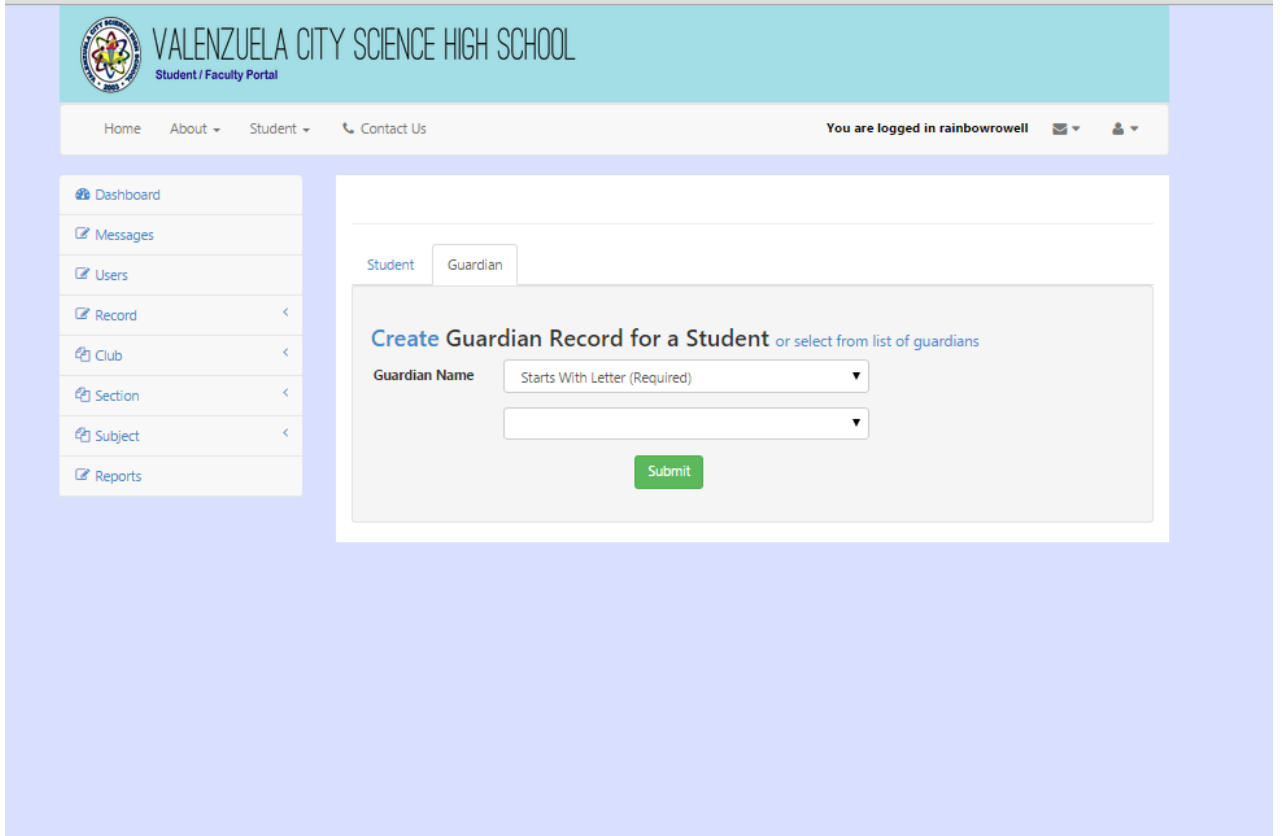 VALENZUELA CITY SCIENCE HIGH SCHOOL
Student / Faculty Portal
Home About Student Contact Us You are logged in rainbowrowell
Dashboard
Messages
Users
Record
Club
Section
Subject
Reports
Student Guardian
Create Guardian Record for a Student or select from list of guardians
Guardian Name Starts With Letter (Required)
Submit